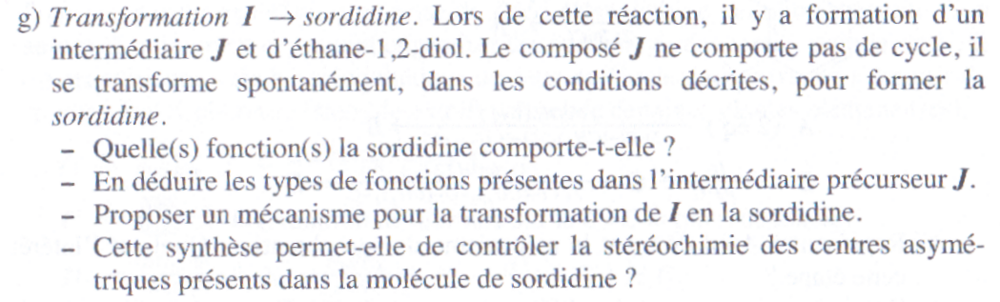 g) Transformation I → sordidine. Lors de cette réaction, il y a formation d'un
intermédiaire J et d'éthane-1,2-diol. Le composé J ne comporte pas de cycle, il
se transforme spontanément, dans les conditions décrites, pour former la
sordidine.
– Quelle(s) fonction(s) la sordidine comporte-t-elle ?
– En déduire les types de fonctions présentes dans l'intermédiaire précurseur J.
– Proposer un mécanisme pour la transformation de I en la sordidine.
– Cette synthèse permet-elle de contrôler la stéréochimie des centres asymé-
triques présents dans la molécule de sordidine ?